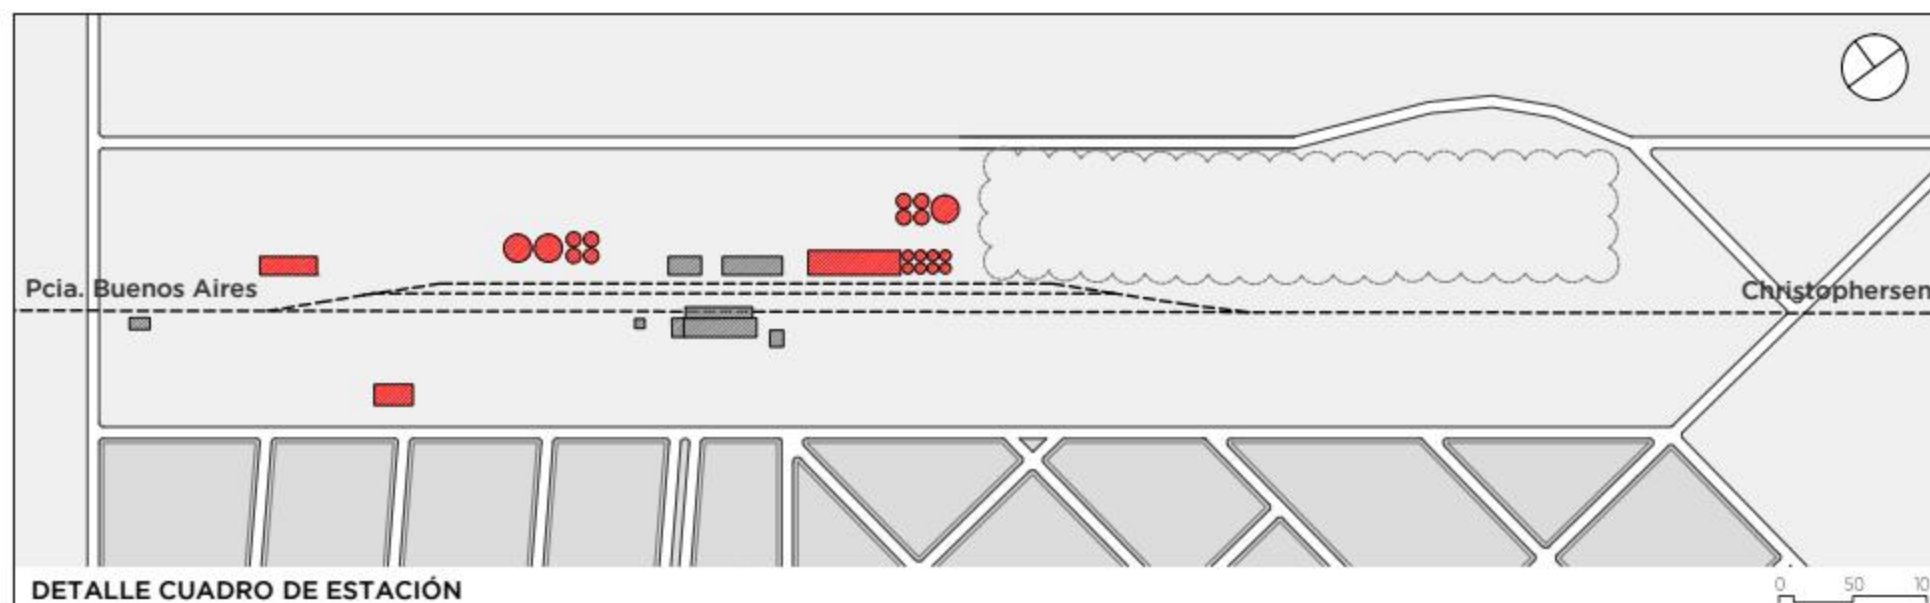 Pcia. Buenos Aires
Christophersen
DETALLE CUADRO DE ESTACIÓN
0 50